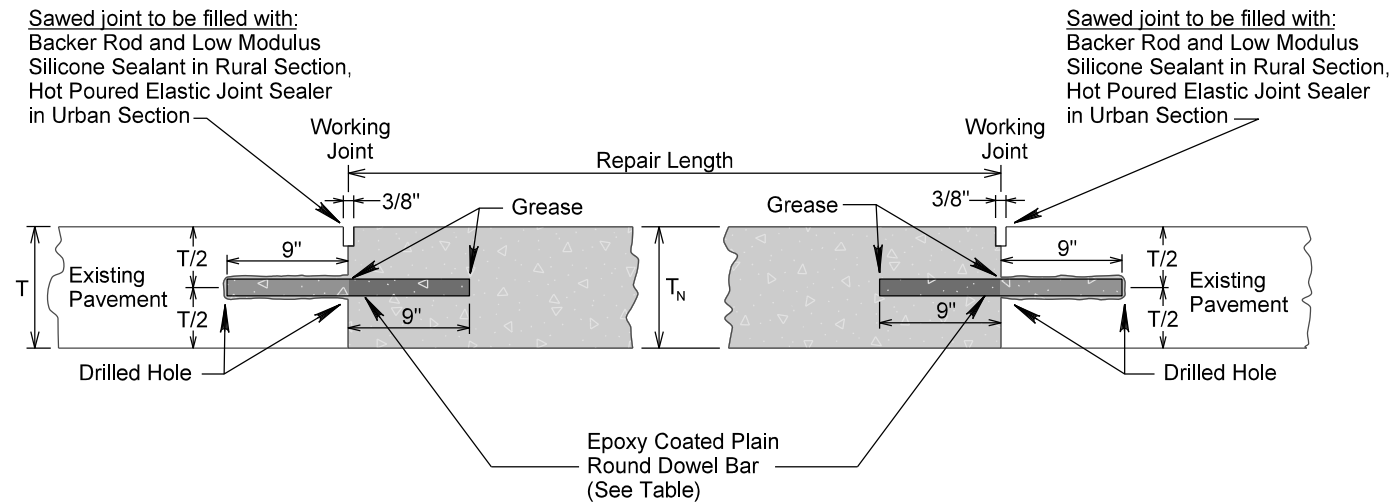 Sawed joint to be filled with:
Backer Rod and Low Modulus
Silicone Sealant in Rural Section,
Hot Poured Elastic Joint Sealer
in Urban Section
Sawed joint to be filled with:
Backer Rod and Low Modulus
Silicone Sealant in Rural Section,
Hot Poured Elastic Joint Sealer
in Urban Section
Working
Joint
Repair Length
Working
Joint
3/8"
Grease
Grease
3/8"
T
T/2
T/2
9"
Existing
Pavement
9"
T_N
9"
9"
T/2
T/2
Existing
Pavement
Drilled Hole
Drilled Hole
Epoxy Coated Plain
Round Dowel Bar
(See Table)